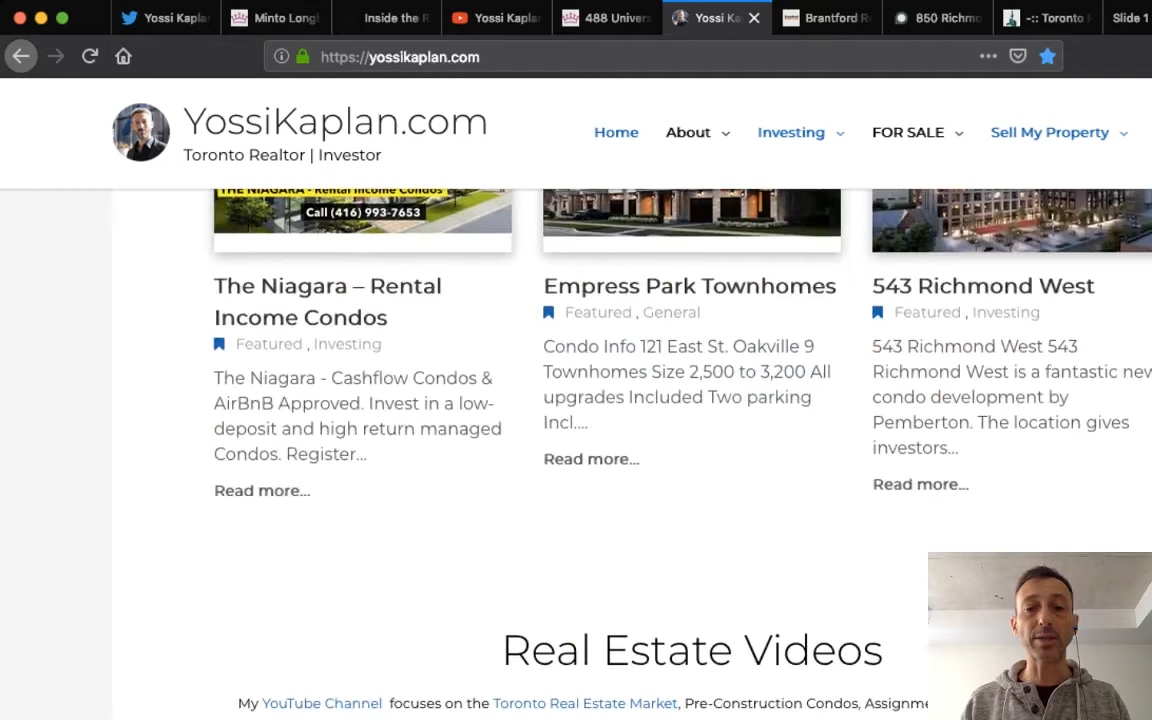 Yossi Kaplan
Minto Longb
Inside the R
Yossi Kaplan
488 Univers
Yossi Ka
Brantford Re
850 Richmo
-:: Toronto R
Slide 1
https://yossikaplan.com
YossiKaplan.com
Toronto Realtor | Investor
Home
About
Investing
FOR SALE
Sell My Property
THE NIAGARA - Rental Income Condos
Call (416) 993-7653
The Niagara – Rental
Income Condos
Featured , Investing
The Niagara - Cashflow Condos &
AirBnB Approved. Invest in a low-
deposit and high return managed
Condos. Register...
Read more...
Empress Park Townhomes
Featured , General
Condo Info 121 East St. Oakville 9
Townhomes Size 2,500 to 3,200 All
upgrades Included Two parking
Incl....
Read more...
543 Richmond West
Featured , Investing
543 Richmond West 543
Richmond West is a fantastic new
condo development by
Pemberton. The location gives
investors...
Read more...
Real Estate Videos
My YouTube Channel focuses on the Toronto Real Estate Market, Pre-Construction Condos, Assignme